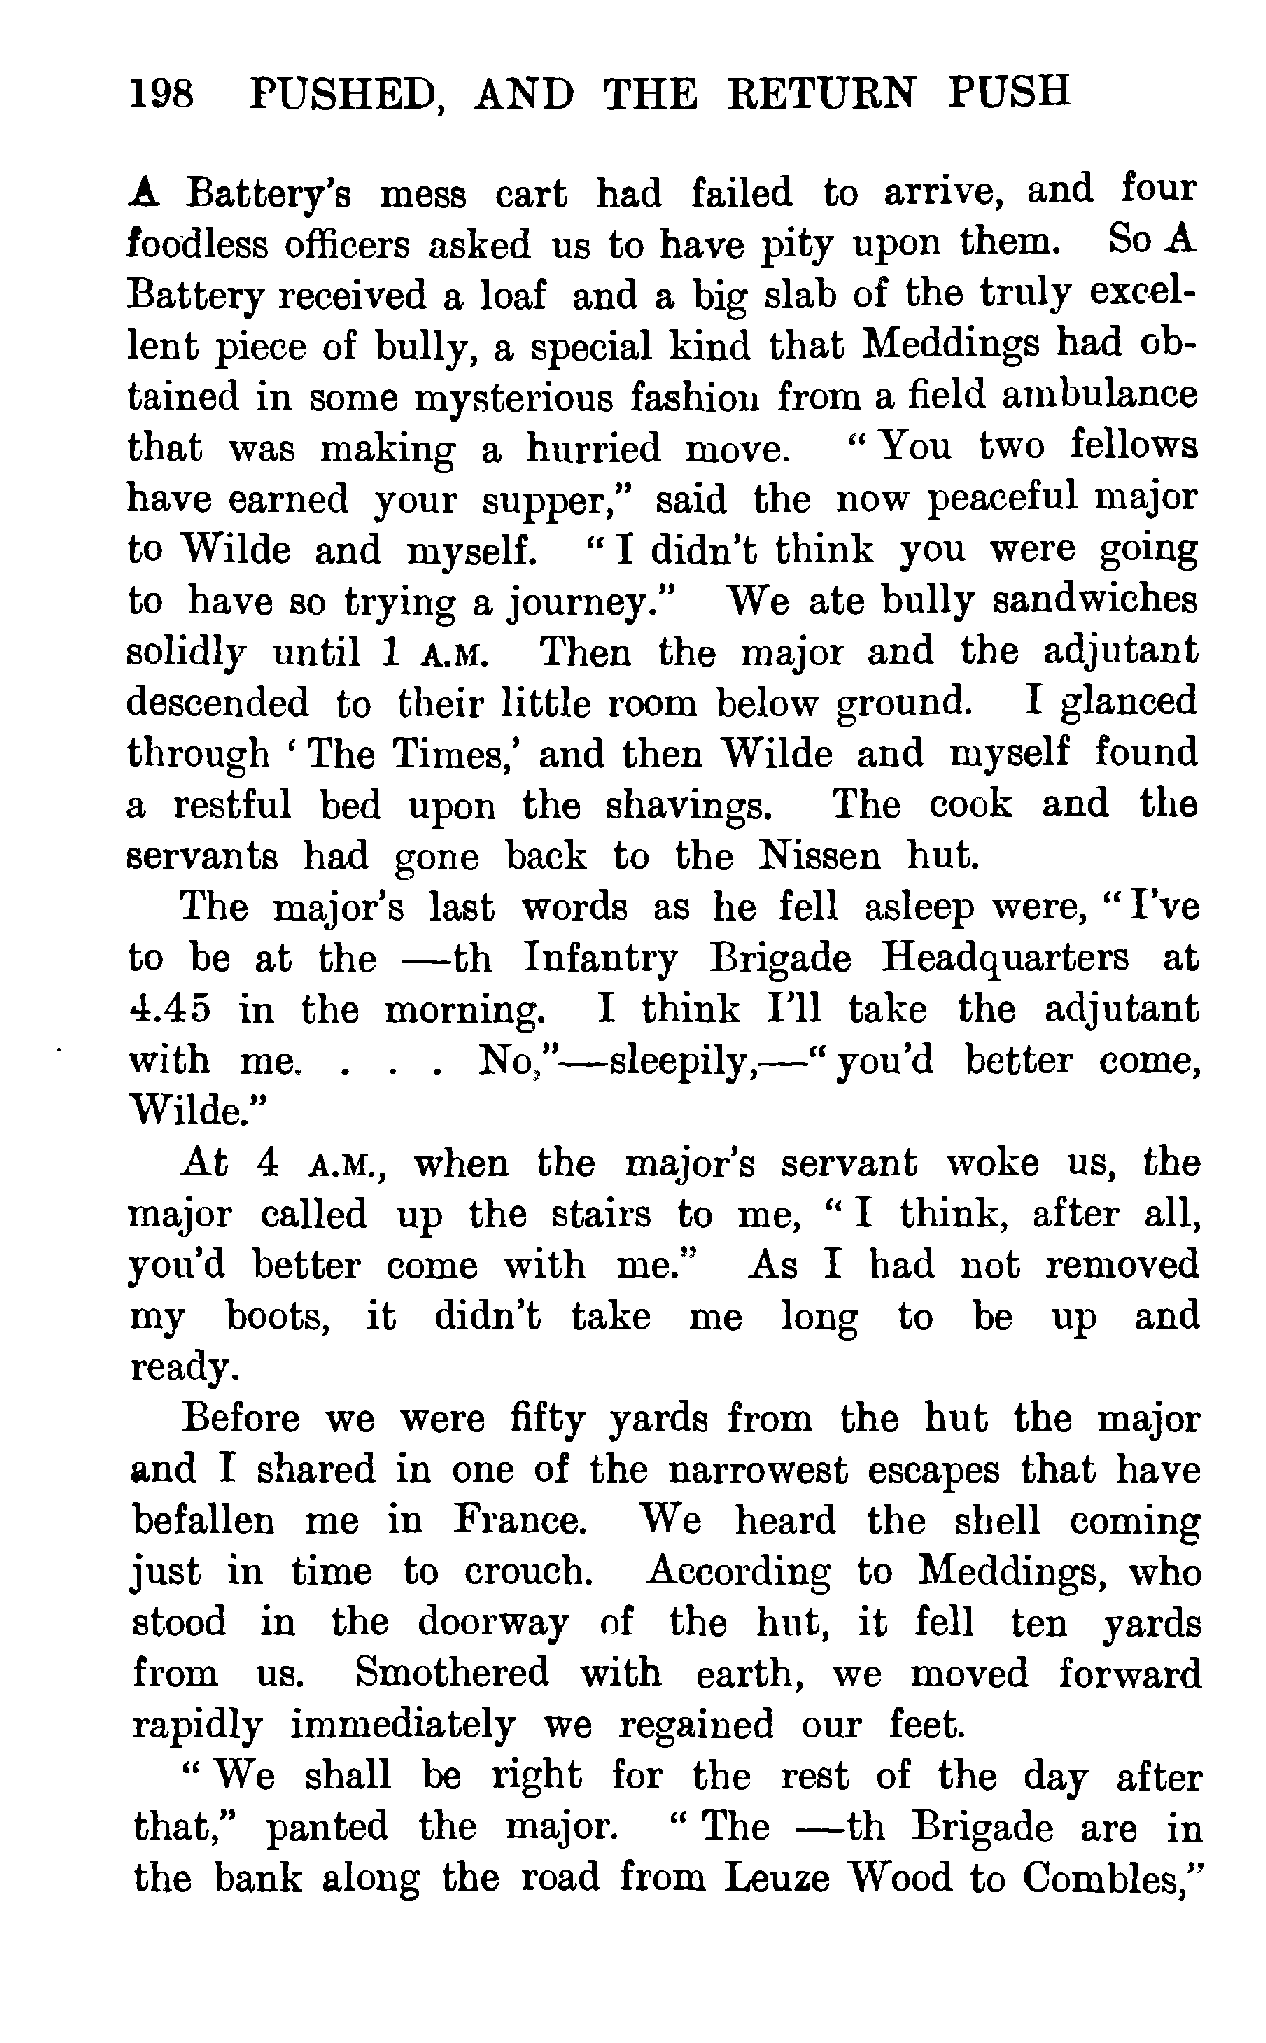 198 PUSHED, AND THE RETURN PUSH
A Battery's mess cart had failed to arrive, and four
foodless officers asked us to have pity upon them. So A
Battery received a loaf and a big slab of the truly excel-
lent piece of bully, a special kind that Meddings had ob-
tained in some mysterious fashion from a field ambulance
that was making a hurried move. “You two fellows
have earned your supper,” said the now peaceful major
to Wilde and myself. “I didn't think you were going
to have so trying a journey.” We ate bully sandwiches
solidly until 1 A.M. Then the major and the adjutant
descended to their little room below ground. I glanced
through ‘The Times,’ and then Wilde and myself found
a restful bed upon the shavings. The cook and the
servants had gone back to the Nissen hut.
The major's last words as he fell asleep were, “I've
to be at the —th Infantry Brigade Headquarters at
4.45 in the morning. I think I'll take the adjutant
with me. . . . No,”—sleepily,—“you'd better come,
Wilde.”
At 4 A.M., when the major's servant woke us, the
major called up the stairs to me, “I think, after all,
you'd better come with me.” As I had not removed
my boots, it didn't take me long to be up and
ready.
Before we were fifty yards from the hut the major
and I shared in one of the narrowest escapes that have
befallen me in France. We heard the shell coming
just in time to crouch. According to Meddings, who
stood in the doorway of the hut, it fell ten yards
from us. Smothered with earth, we moved forward
rapidly immediately we regained our feet.
“We shall be right for the rest of the day after
that,” panted the major. “The —th Brigade are in
the bank along the road from Leuze Wood to Combles,”